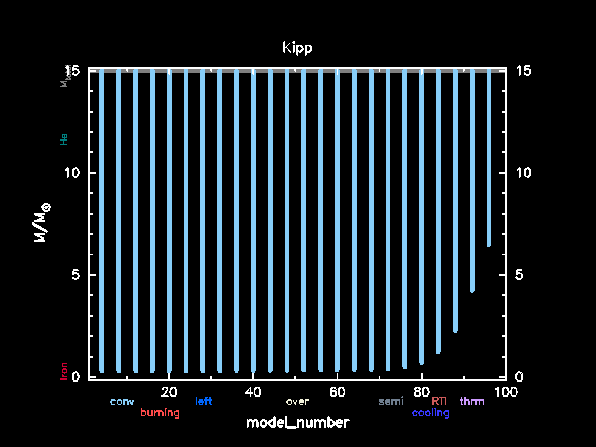 Kipp
15 15
10 10
5 5
0 0
He
Iron
M/M☉
20 40 60 80 100
conv left over semi RTI thrm
burning cooling
model_number